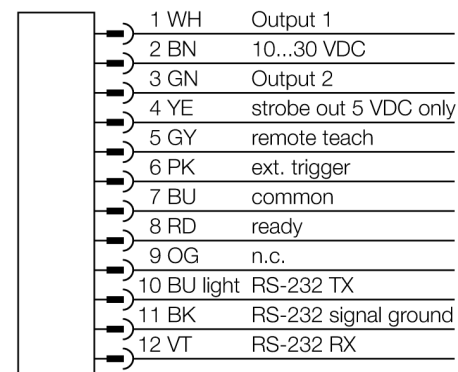 1 WH Output 1
2 BN 10...30 VDC
3 GN Output 2
4 YE strobe out 5 VDC only
5 GY remote teach
6 PK ext. trigger
7 BU common
8 RD ready
9 OG n.c.
10 BU light RS-232 TX
11 BK RS-232 signal ground
12 VT RS-232 RX